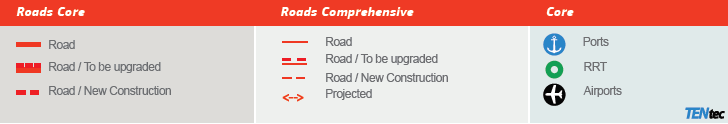 Roads Core
Road
Road / To be upgraded
Road / New Construction
Roads Comprehensive
Road
Road / To be upgraded
Road / New Construction
Projected
Core
Ports
RRT
Airports
TENtec